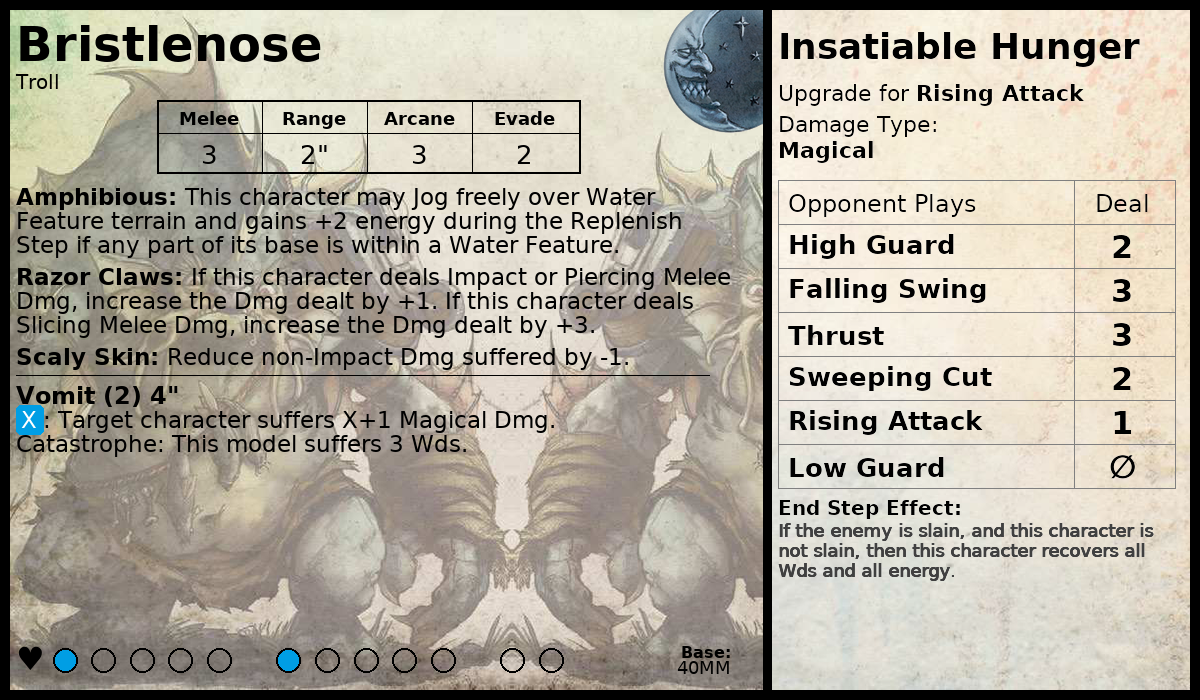 Bristlenose
Troll
Melee Range Arcane Evade
3 2" 3 2
Amphibious: This character may Jog freely over Water
Feature terrain and gains +2 energy during the Replenish
Step if any part of its base is within a Water Feature.
Razor Claws: If this character deals Impact or Piercing Melee
Dmg, increase the Dmg dealt by +1. If this character deals
Slicing Melee Dmg, increase the Dmg dealt by +3.
Scaly Skin: Reduce non-Impact Dmg suffered by -1.
Vomit (2) 4"
X: Target character suffers X+1 Magical Dmg.
Catastrophe: This model suffers 3 Wds.
Base:
40MM
Insatiable Hunger
Upgrade for Rising Attack
Damage Type:
Magical
Opponent Plays Deal
High Guard 2
Falling Swing 3
Thrust 3
Sweeping Cut 2
Rising Attack 1
Low Guard ∅
End Step Effect:
If the enemy is slain, and this character is
not slain, then this character recovers all
Wds and all energy.